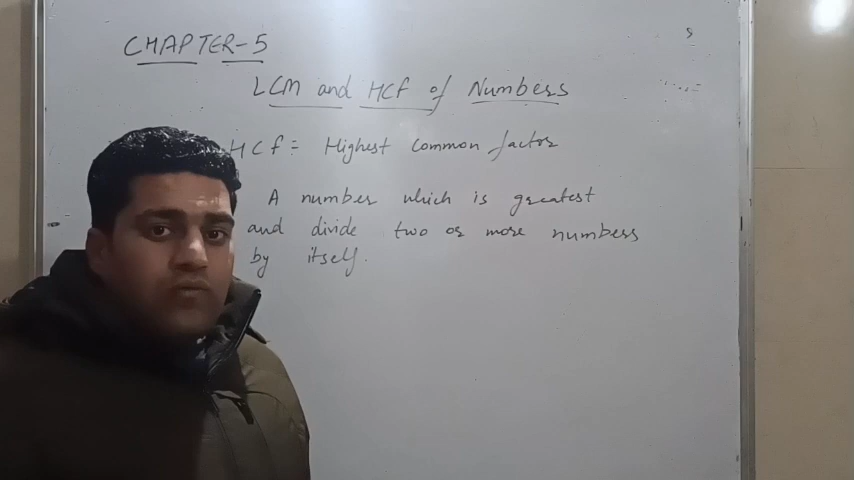 CHAPTER-5
LCM and HCF of Numbers
HCF = Highest Common factor
A number which is greatest
and divide two or more numbers
by itself.